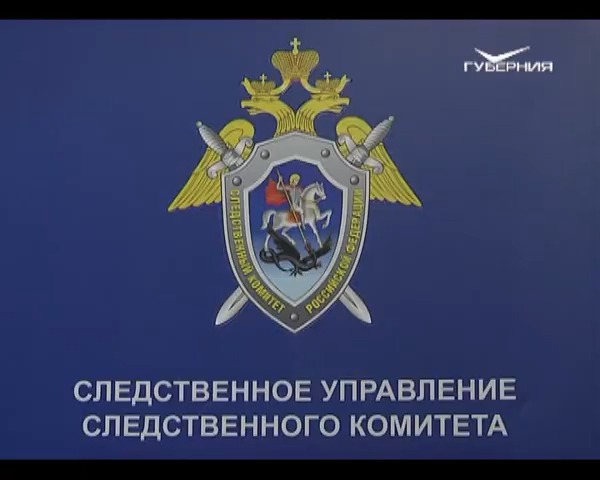 ГУБЕРНИЯ
СЛЕДСТВЕННЫЙ КОМИТЕТ
РОССИЙСКОЙ ФЕДЕРАЦИИ
СЛЕДСТВЕННОЕ УПРАВЛЕНИЕ
СЛЕДСТВЕННОГО КОМИТЕТА